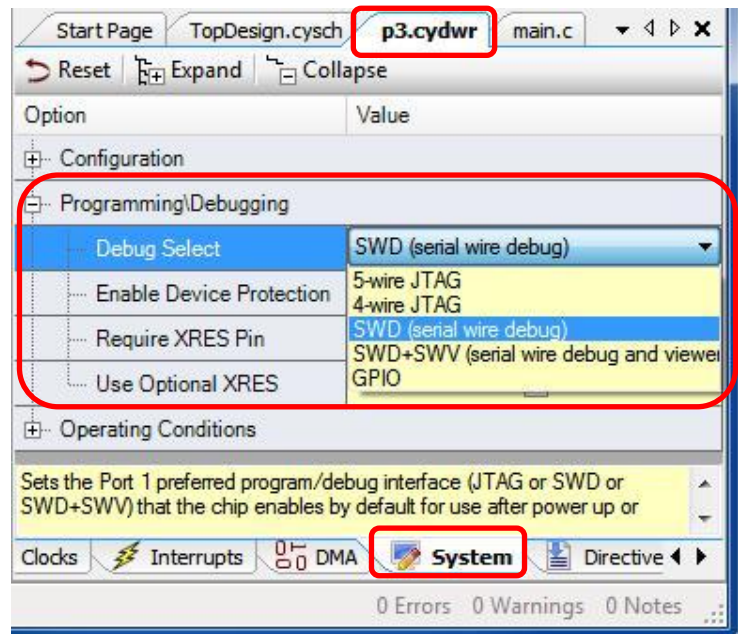 Start Page TopDesign.cysch p3.cydwr main.c
Reset Expand Collapse
Option Value
Configuration
Programming\Debugging
Debug Select SWD (serial wire debug)
5-wire JTAG
Enable Device Protection
4-wire JTAG
SWD (serial wire debug)
Require XRES Pin
SWD+SWV (serial wire debug and viewer
Use Optional XRES GPIO
Operating Conditions
Sets the Port 1 preferred program/debug interface (JTAG or SWD or
SWD+SWV) that the chip enables by default for use after power up or
Clocks Interrupts DMA System Directive
0 Errors 0 Warnings 0 Notes